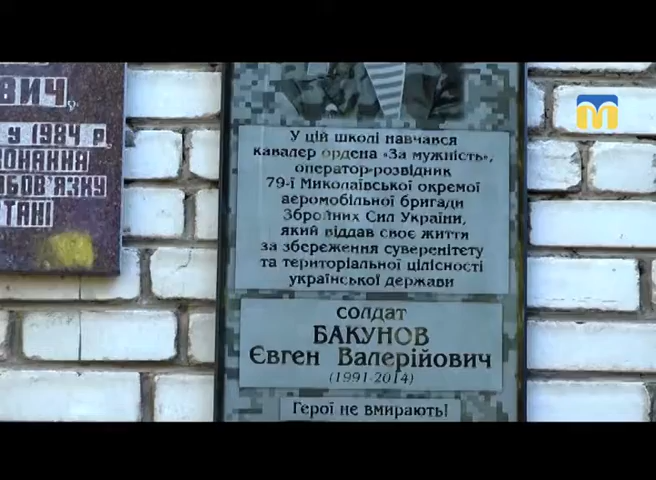 ВИЧ,
у 1984 р.
ОНАННЯ
ОБОВ'ЯЗКУ
ТАНІ
m
У цій школі навчався
кавалер ордена «За мужність»,
оператор-розвідник
79-ї Миколаївської окремої
аеромобільної бригади
Збройних Сил України,
який віддав своє життя
за збереження суверенітету
та територіальної цілісності
української держави
солдат
БАКУНОВ
Євген Валерійович
(1991-2014)
Герої не вмирають!